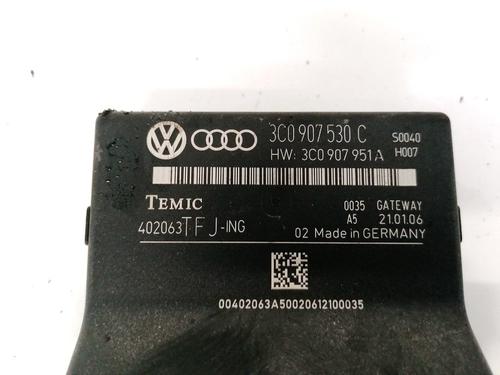 3C0 907 530 C S0040
HW: 3C0 907 951 A H007
TEMIC 0035 GATEWAY
402063TFJ-ING A5 21.01.06
02 Made in GERMANY
00402063A50020612100035